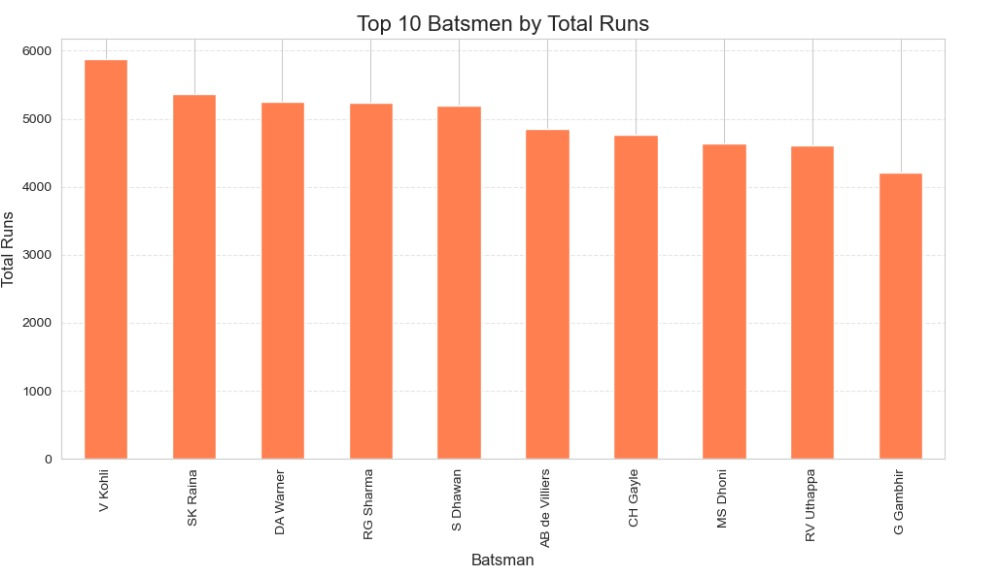 Top 10 Batsmen by Total Runs
Total Runs
6000
5000
4000
3000
2000
1000
0
V Kohli
SK Raina
DA Warner
RG Sharma
S Dhawan
AB de Villiers
CH Gayle
MS Dhoni
RV Uthappa
G Gambhir
Batsman